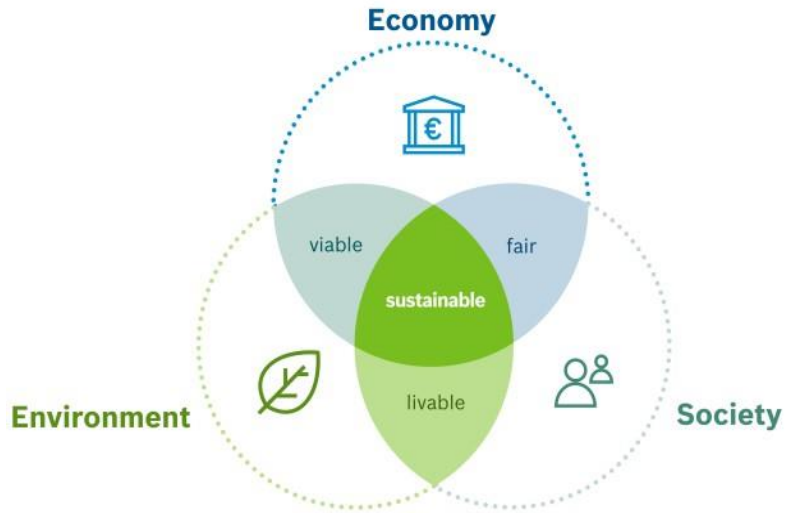 Economy
€
viable
fair
sustainable
livable
Environment
Society